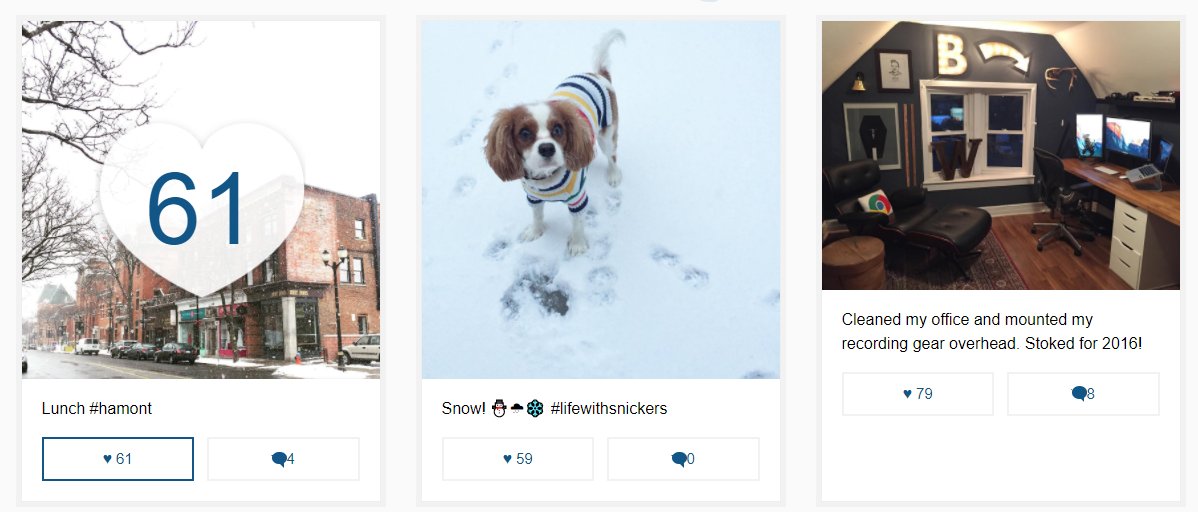 61
Lunch #hamont
♥ 61
4
Snow! ⛄🌨❄ #lifewithsnickers
♥ 59
0
B
W
Cleaned my office and mounted my
recording gear overhead. Stoked for 2016!
♥ 79
8